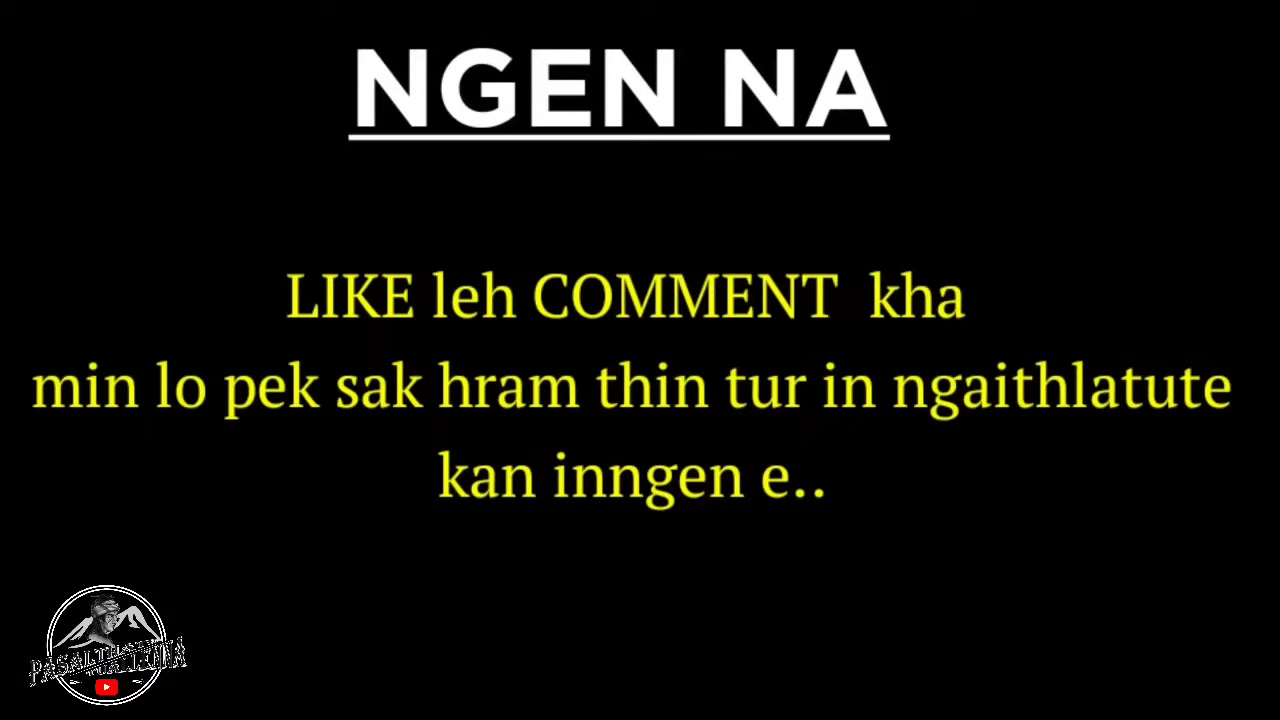 NGEN NA
LIKE leh COMMENT kha
min lo pek sak hram thin tur in ngaithlatute
kan inngen e..